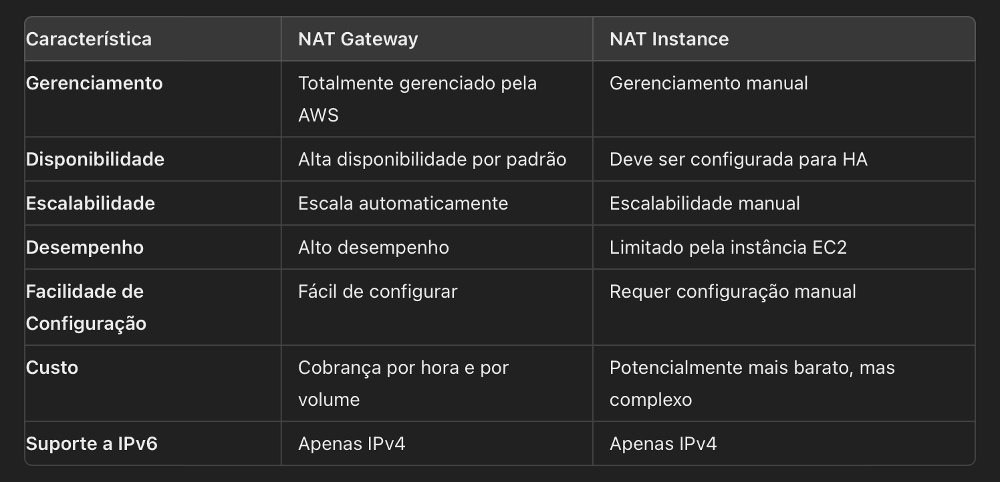 Característica NAT Gateway NAT Instance
Gerenciamento Totalmente gerenciado pela Gerenciamento manual
AWS
Disponibilidade Alta disponibilidade por padrão Deve ser configurada para HA
Escalabilidade Escala automaticamente Escalabilidade manual
Desempenho Alto desempenho Limitado pela instância EC2
Facilidade de Fácil de configurar Requer configuração manual
Configuração
Custo Cobrança por hora e por Potencialmente mais barato, mas
volume complexo
Suporte a IPv6 Apenas IPv4 Apenas IPv4